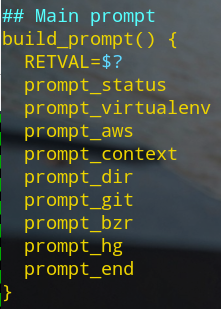 ## Main prompt
build_prompt() {
  RETVAL=$?
  prompt_status
  prompt_virtualenv
  prompt_aws
  prompt_context
  prompt_dir
  prompt_git
  prompt_bzr
  prompt_hg
  prompt_end
}